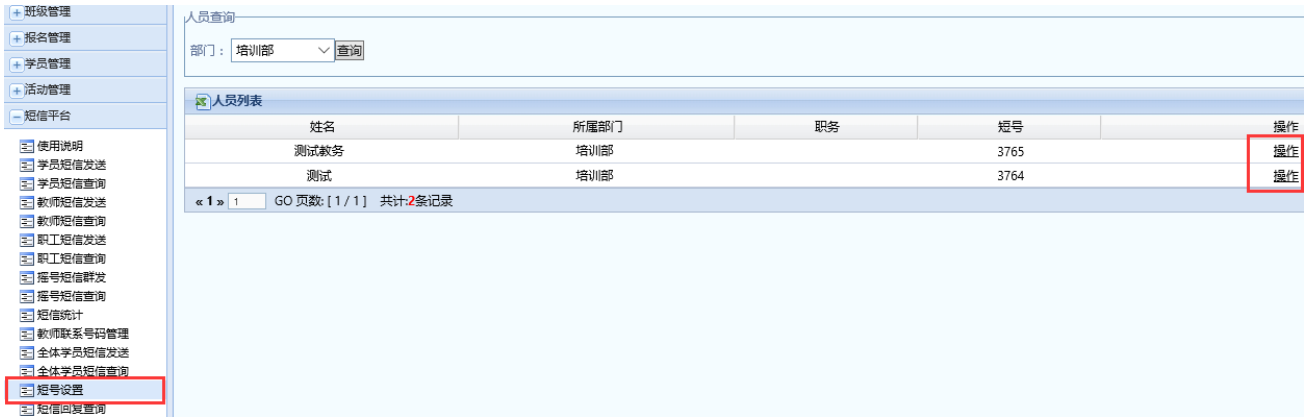 班级管理
报名管理
学员管理
活动管理
短信平台
使用说明
学员短信发送
学员短信查询
教师短信发送
教师短信查询
职工短信发送
职工短信查询
摇号短信群发
摇号短信查询
短信统计
教师联系号码管理
全体学员短信发送
全体学员短信查询
短号设置
短信回复查询
人员查询
部门： 培训部 查询
人员列表
姓名 所属部门 职务 短号 操作
测试教务 培训部 3765 操作
测试 培训部 3764 操作
« 1 » 1 GO 页数: [ 1 / 1 ] 共计:2条记录